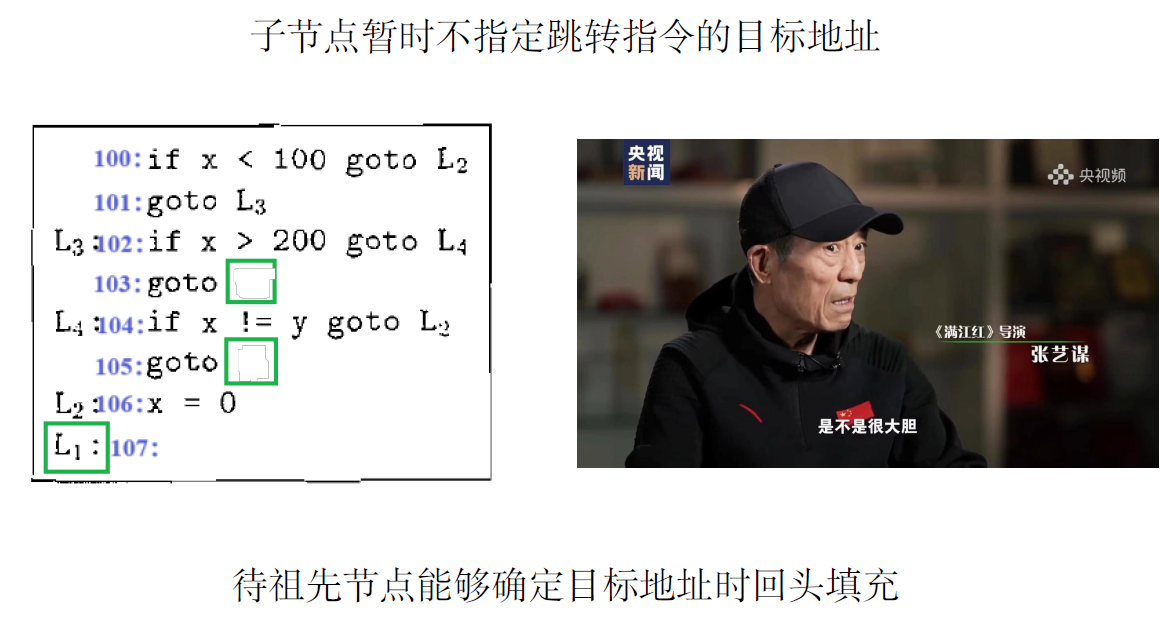 子节点暂时不指定跳转指令的目标地址
100: if x < 100 goto L2
101: goto L3
L3: 102: if x > 200 goto L4
103: goto
L4: 104: if x != y goto L2
105: goto
L2: 106: x = 0
L1: 107:
央视
新闻
央视频
《满江红》导演
张艺谋
是不是很大胆
待祖先节点能够确定目标地址时回头填充